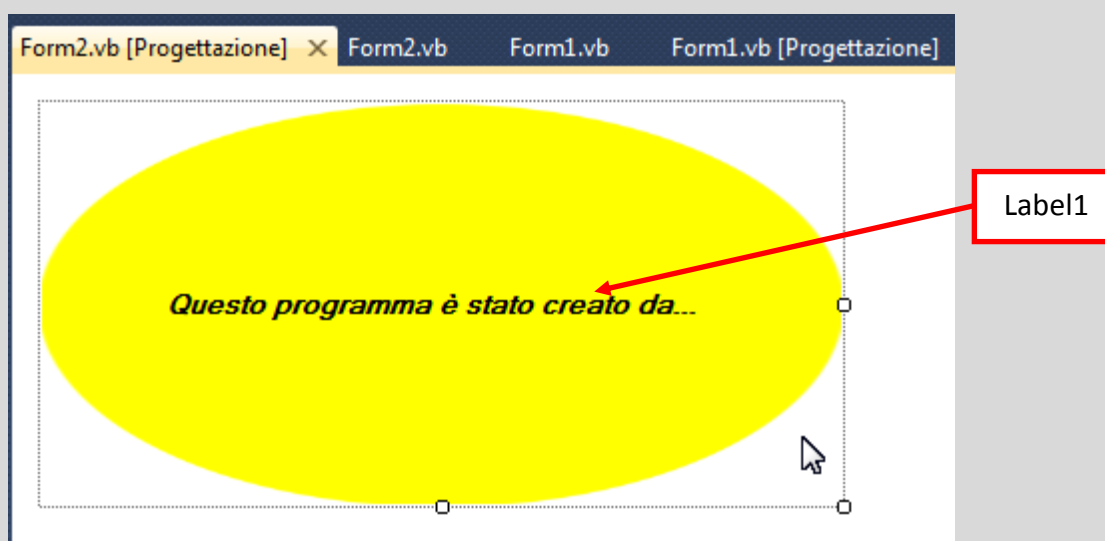 Form2.vb [Progettazione] Form2.vb Form1.vb Form1.vb [Progettazione]
Label1
Questo programma è stato creato da...